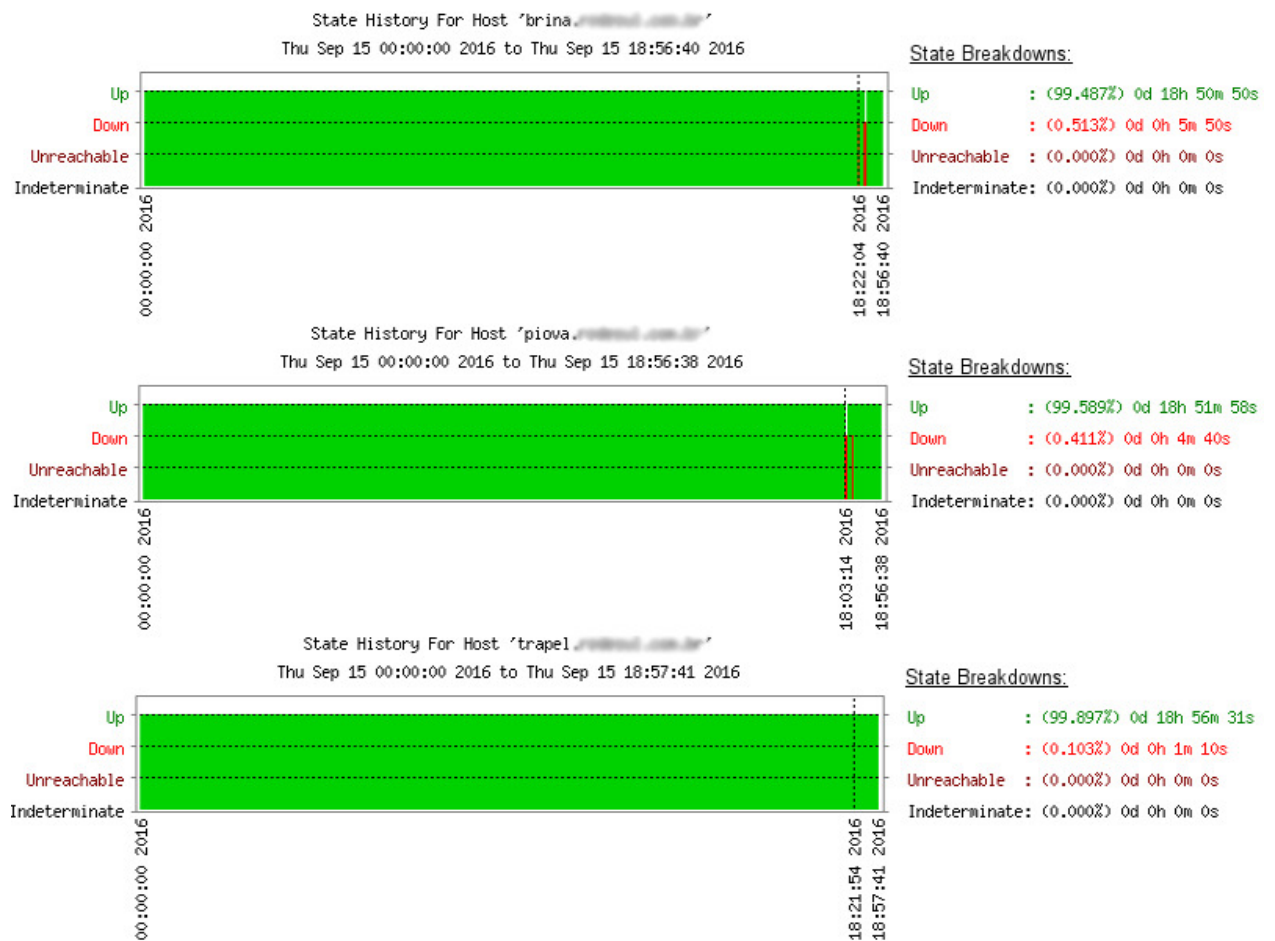 State History For Host 'brina.
Thu Sep 15 00:00:00 2016 to Thu Sep 15 18:56:40 2016
State Breakdowns:
Up : (99.487%) 0d 18h 50m 50s
Down : (0.513%) 0d 0h 5m 50s
Unreachable : (0.000%) 0d 0h 0m 0s
Indeterminate: (0.000%) 0d 0h 0m 0s
Up
Down
Unreachable
Indeterminate
00:00:00 2016
18:22:04 2016
18:56:40 2016
State History For Host 'piova.
Thu Sep 15 00:00:00 2016 to Thu Sep 15 18:56:38 2016
State Breakdowns:
Up : (99.589%) 0d 18h 51m 58s
Down : (0.411%) 0d 0h 4m 40s
Unreachable : (0.000%) 0d 0h 0m 0s
Indeterminate: (0.000%) 0d 0h 0m 0s
Up
Down
Unreachable
Indeterminate
00:00:00 2016
18:03:14 2016
18:56:38 2016
State History For Host 'trapel.
Thu Sep 15 00:00:00 2016 to Thu Sep 15 18:57:41 2016
State Breakdowns:
Up : (99.897%) 0d 18h 56m 31s
Down : (0.103%) 0d 0h 1m 10s
Unreachable : (0.000%) 0d 0h 0m 0s
Indeterminate: (0.000%) 0d 0h 0m 0s
Up
Down
Unreachable
Indeterminate
00:00:00 2016
18:21:54 2016
18:57:41 2016